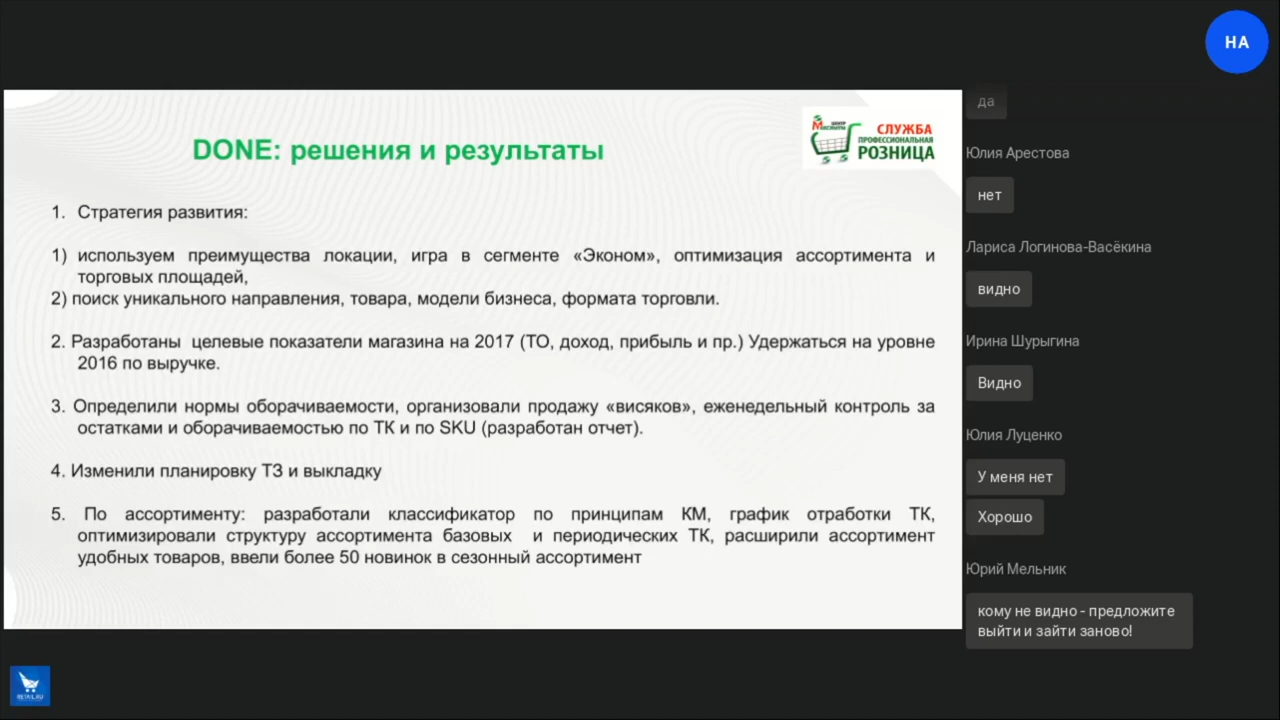 НА
DONE: решения и результаты
ЦЕНТР
СЛУЖБА
ПРОФЕССИОНАЛЬНАЯ
РОЗНИЦА
1. Стратегия развития:
1) используем преимущества локации, игра в сегменте «Эконом», оптимизация ассортимента и
торговых площадей,
2) поиск уникального направления, товара, модели бизнеса, формата торговли.
2. Разработаны целевые показатели магазина на 2017 (ТО, доход, прибыль и пр.) Удержаться на уровне
2016 по выручке.
3. Определили нормы оборачиваемости, организовали продажу «висяков», еженедельный контроль за
остатками и оборачиваемостью по ТК и по SKU (разработан отчет).
4. Изменили планировку ТЗ и выкладку
5. По ассортименту: разработали классификатор по принципам КМ, график отработки ТК,
оптимизировали структуру ассортимента базовых и периодических ТК, расширили ассортимент
удобных товаров, ввели более 50 новинок в сезонный ассортимент
да
Юлия Арестова
нет
Лариса Логинова-Васёкина
видно
Ирина Шурыгина
Видно
Юлия Луценко
У меня нет
Хорошо
Юрий Мельник
кому не видно - предложите
выйти и зайти заново!
RETAIL.RU